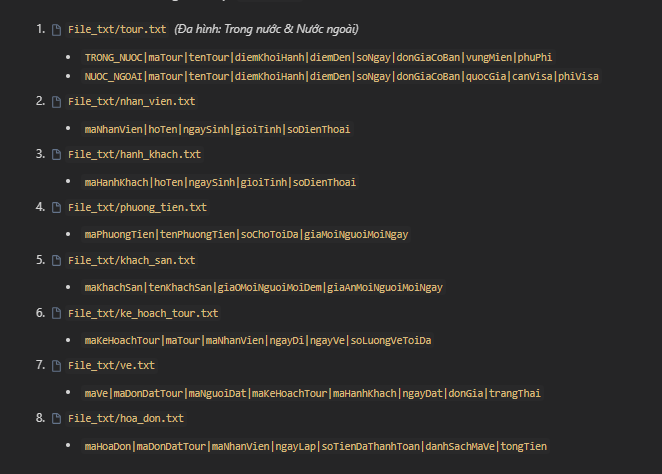 1. File_txt/tour.txt (Đa hình: Trong nước & Nước ngoài)
• TRONG_NUOC|maTour|tenTour|diemKhoiHanh|diemDen|soNgay|donGiaCoBan|vungMien|phuPhi
• NUOC_NGOAI|maTour|tenTour|diemKhoiHanh|diemDen|soNgay|donGiaCoBan|quocGia|canVisa|phiVisa
2. File_txt/nhan_vien.txt
• maNhanVien|hoTen|ngaySinh|gioiTinh|soDienThoai
3. File_txt/hanh_khach.txt
• maHanhKhach|hoTen|ngaySinh|gioiTinh|soDienThoai
4. File_txt/phuong_tien.txt
• maPhuongTien|tenPhuongTien|soChoToiDa|giaMoiNguoiMoiNgay
5. File_txt/khach_san.txt
• maKhachSan|tenKhachSan|giaOMoiNguoiMoiDem|giaAnMoiNguoiMoiNgay
6. File_txt/ke_hoach_tour.txt
• maKeHoachTour|maTour|maNhanVien|ngayDi|ngayVe|soLuongVeToiDa
7. File_txt/ve.txt
• maVe|maDonDatTour|maNguoiDat|maKeHoachTour|maHanhKhach|ngayDat|donGia|trangThai
8. File_txt/hoa_don.txt
• maHoaDon|maDonDatTour|maNhanVien|ngayLap|soTienDaThanhToan|danhSachMaVe|tongTien